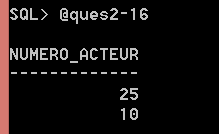 SQL> @ques2-16
NUMERO_ACTEUR
-------------
25
10